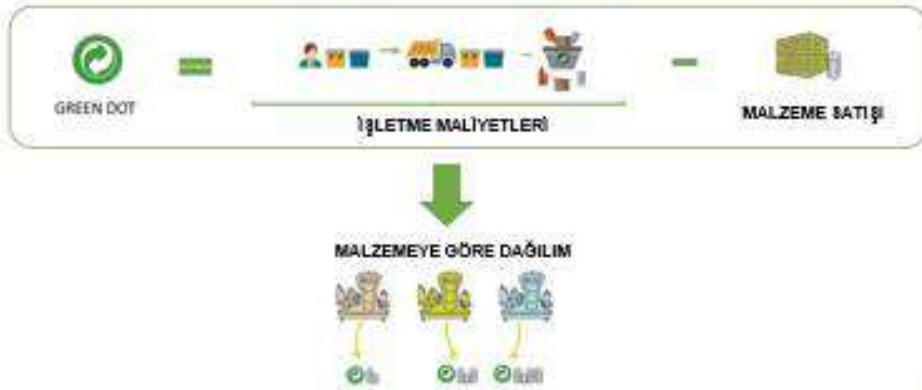 GREEN DOT
İŞLETME MALİYETLERİ
MALZEME SATIŞI
MALZEMEYE GÖRE DAĞILIM